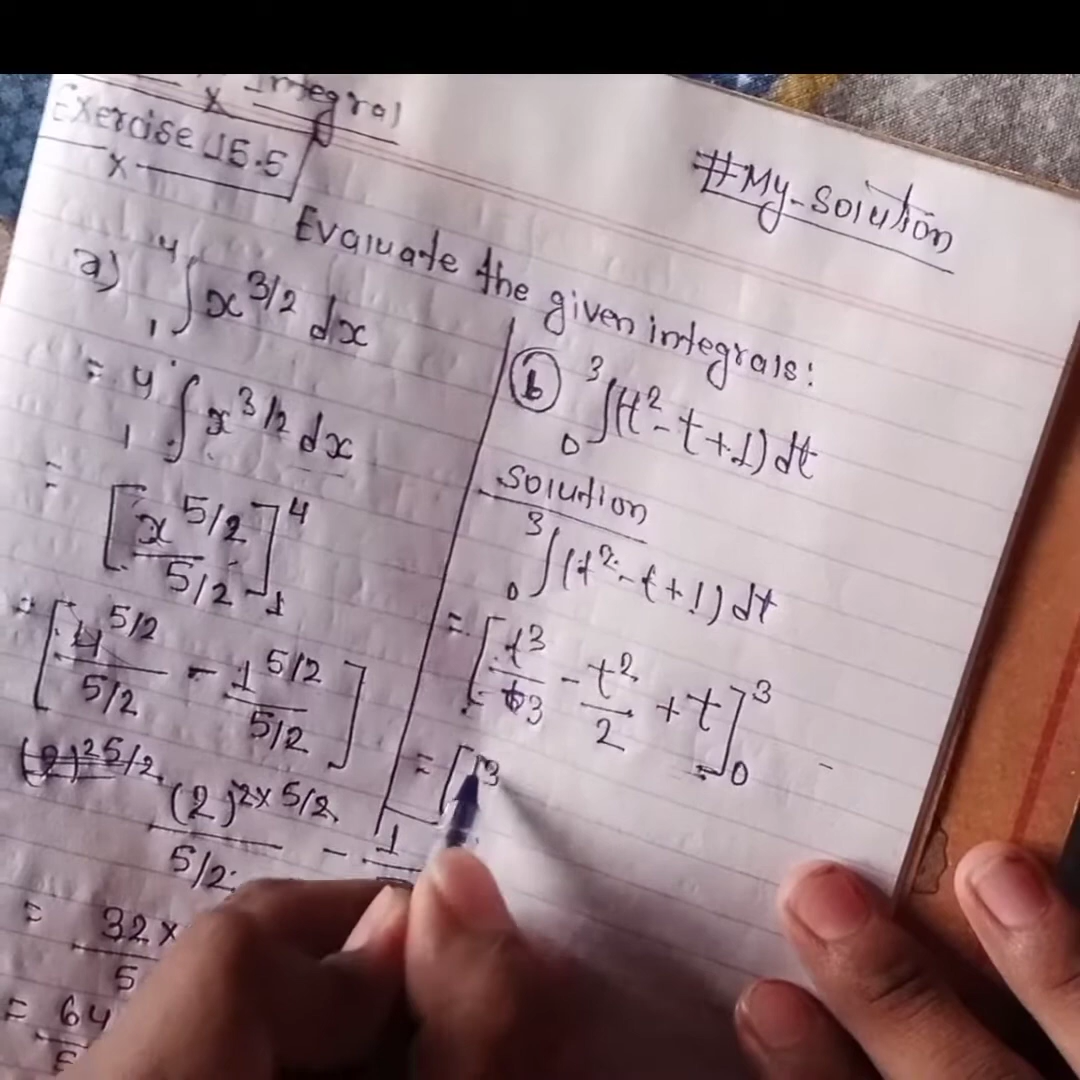 Integral
Exercise 15.5
#My-solution
Evaluate the given integrals:
a) ₁⁴∫x^3/2 dx
= ₁⁴∫x^3/2 dx
= [x^5/2 / 5/2]₁⁴
= [4^5/2 / 5/2 - 1^5/2 / 5/2]
(2)^2×5/2 / 5/2 - 1
= 32× / 5
= 64
(b) ₀³∫(t² - t + 1) dt
Solution
₀³∫(t² - t + 1) dt
= [t³/3 - t²/2 + t]₀³
= [